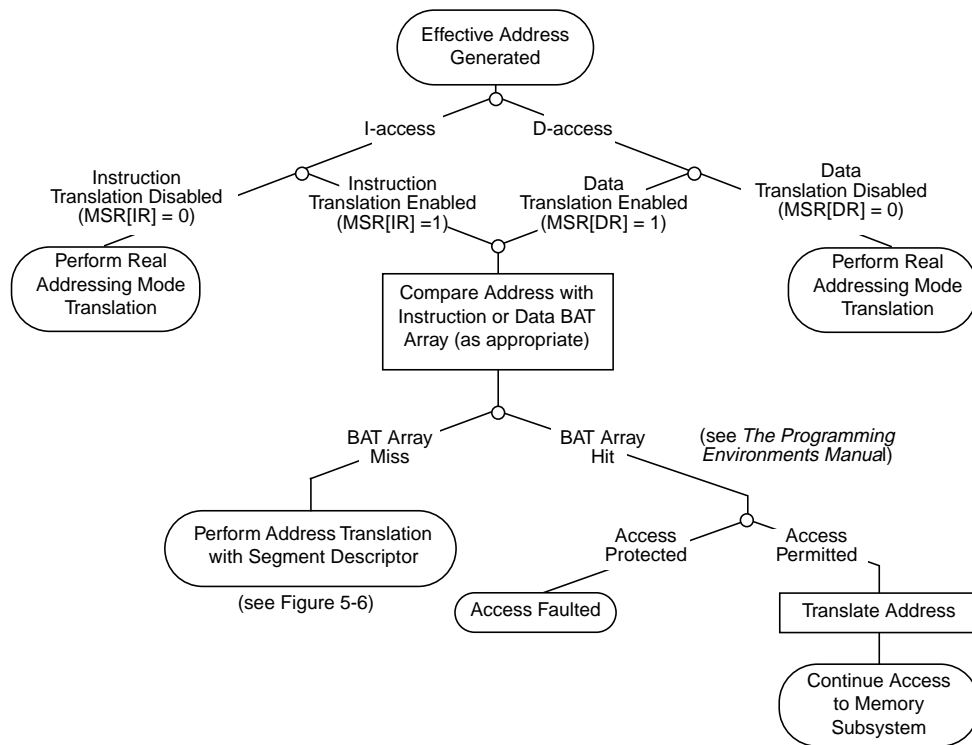 Effective Address
Generated
I-access
D-access
Instruction
Translation Disabled
(MSR[IR] = 0)
Instruction
Translation Enabled
(MSR[IR] =1)
Data
Translation Enabled
(MSR[DR] = 1)
Data
Translation Disabled
(MSR[DR] = 0)
Perform Real
Addressing Mode
Translation
Compare Address with
Instruction or Data BAT
Array (as appropriate)
Perform Real
Addressing Mode
Translation
BAT Array
Miss
BAT Array
Hit
(see The Programming
Environments Manual)
Perform Address Translation
with Segment Descriptor
(see Figure 5-6)
Access
Protected
Access
Permitted
Access Faulted
Translate Address
Continue Access
to Memory
Subsystem